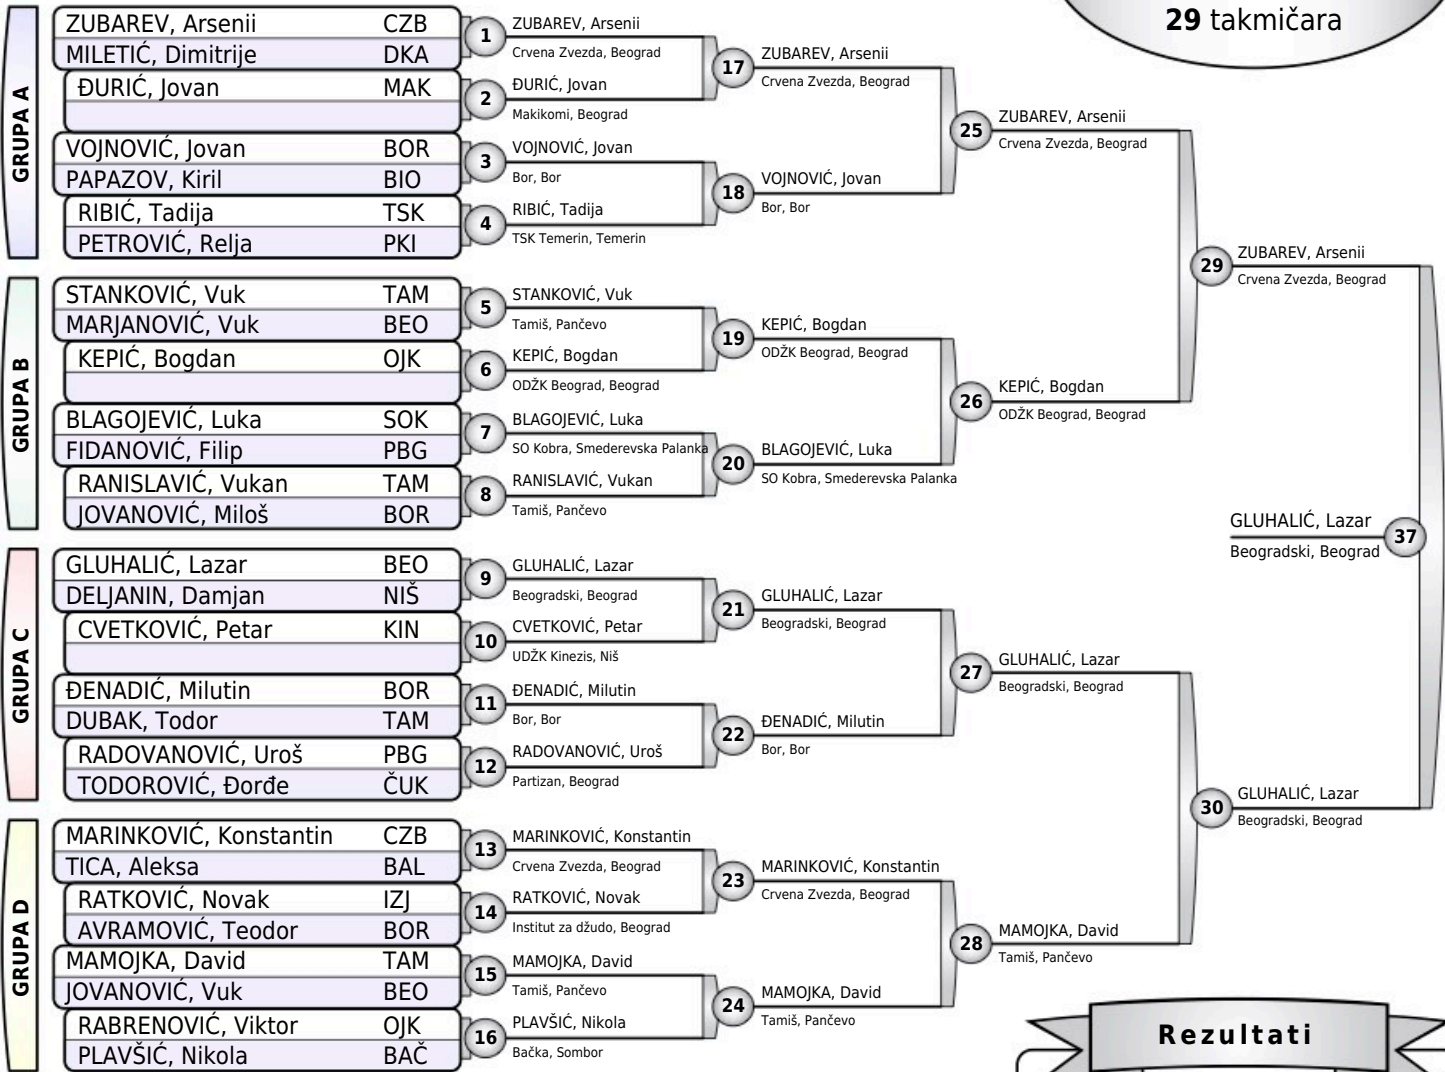 29 takmičara
GRUPA A
ZUBAREV, Arsenii CZB
MILETIĆ, Dimitrije DKA
ĐURIĆ, Jovan MAK
VOJNOVIĆ, Jovan BOR
PAPAZOV, Kiril BIO
RIBIĆ, Tadija TSK
PETROVIĆ, Relja PKI
GRUPA B
STANKOVIĆ, Vuk TAM
MARJANOVIĆ, Vuk BEO
KEPIĆ, Bogdan OJK
BLAGOJEVIĆ, Luka SOK
FIDANOVIĆ, Filip PBG
RANISLAVIĆ, Vukan TAM
JOVANOVIĆ, Miloš BOR
GRUPA C
GLUHALIĆ, Lazar BEO
DELJANIN, Damjan NIŠ
CVETKOVIĆ, Petar KIN
ĐENADIĆ, Milutin BOR
DUBAK, Todor TAM
RADOVANOVIĆ, Uroš PBG
TODOROVIĆ, Đorđe ČUK
GRUPA D
MARINKOVIĆ, Konstantin CZB
TICA, Aleksa BAL
RATKOVIĆ, Novak IZJ
AVRAMOVIĆ, Teodor BOR
MAMOJKA, David TAM
JOVANOVIĆ, Vuk BEO
RABRENOVIĆ, Viktor OJK
PLAVŠIĆ, Nikola BAČ
1 ZUBAREV, Arsenii
Crvena Zvezda, Beograd
2 ĐURIĆ, Jovan
Makikomi, Beograd
3 VOJNOVIĆ, Jovan
Bor, Bor
4 RIBIĆ, Tadija
TSK Temerin, Temerin
5 STANKOVIĆ, Vuk
Tamiš, Pančevo
6 KEPIĆ, Bogdan
ODŽK Beograd, Beograd
7 BLAGOJEVIĆ, Luka
SO Kobra, Smederevska Palanka
8 RANISLAVIĆ, Vukan
Tamiš, Pančevo
9 GLUHALIĆ, Lazar
Beogradski, Beograd
10 CVETKOVIĆ, Petar
UDŽK Kinezis, Niš
11 ĐENADIĆ, Milutin
Bor, Bor
12 RADOVANOVIĆ, Uroš
Partizan, Beograd
13 MARINKOVIĆ, Konstantin
Crvena Zvezda, Beograd
14 RATKOVIĆ, Novak
Institut za džudo, Beograd
15 MAMOJKA, David
Tamiš, Pančevo
16 PLAVŠIĆ, Nikola
Bačka, Sombor
17 ZUBAREV, Arsenii
Crvena Zvezda, Beograd
18 VOJNOVIĆ, Jovan
Bor, Bor
19 KEPIĆ, Bogdan
ODŽK Beograd, Beograd
20 BLAGOJEVIĆ, Luka
SO Kobra, Smederevska Palanka
21 GLUHALIĆ, Lazar
Beogradski, Beograd
22 ĐENADIĆ, Milutin
Bor, Bor
23 MARINKOVIĆ, Konstantin
Crvena Zvezda, Beograd
24 MAMOJKA, David
Tamiš, Pančevo
25 ZUBAREV, Arsenii
Crvena Zvezda, Beograd
26 KEPIĆ, Bogdan
ODŽK Beograd, Beograd
27 GLUHALIĆ, Lazar
Beogradski, Beograd
28 MAMOJKA, David
Tamiš, Pančevo
29 ZUBAREV, Arsenii
Crvena Zvezda, Beograd
30 GLUHALIĆ, Lazar
Beogradski, Beograd
GLUHALIĆ, Lazar 37
Beogradski, Beograd
Rezultati